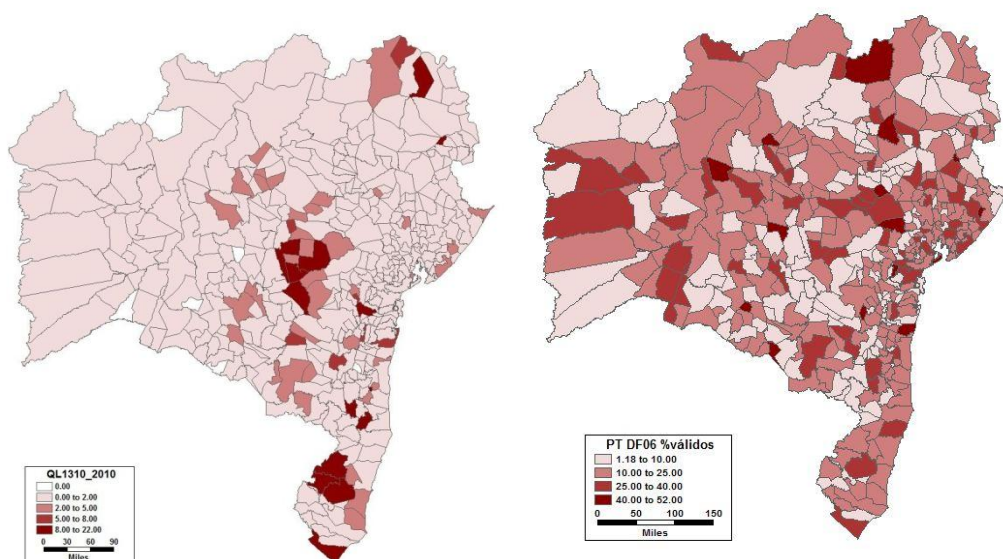 QL1310_2010
0.00
0.00 to 2.00
2.00 to 5.00
5.00 to 8.00
8.00 to 22.00
0 30 60 90
Miles
PT DF06 %válidos
1.18 to 10.00
10.00 to 25.00
25.00 to 40.00
40.00 to 52.00
0 50 100 150
Miles